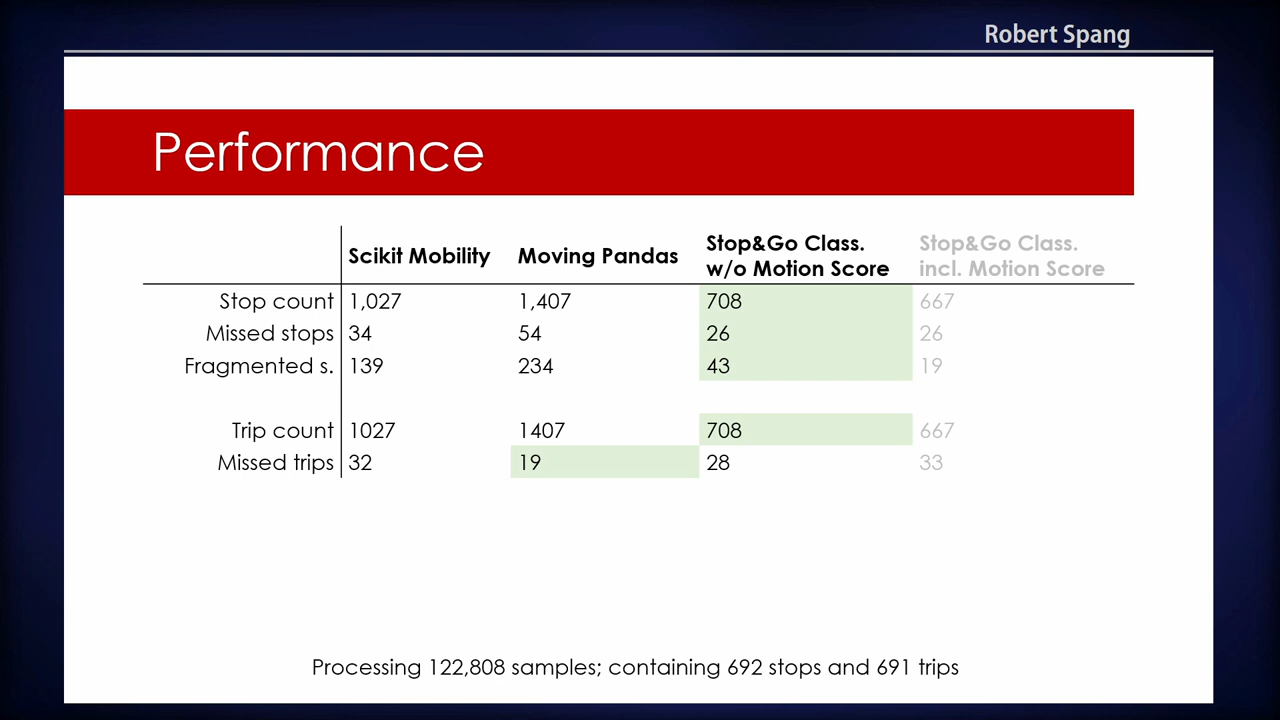 Robert Spang
Performance
Scikit Mobility Moving Pandas Stop&Go Class. w/o Motion Score Stop&Go Class. incl. Motion Score
Stop count 1,027 1,407 708 667
Missed stops 34 54 26 26
Fragmented s. 139 234 43 19
Trip count 1027 1407 708 667
Missed trips 32 19 28 33
Processing 122,808 samples; containing 692 stops and 691 trips